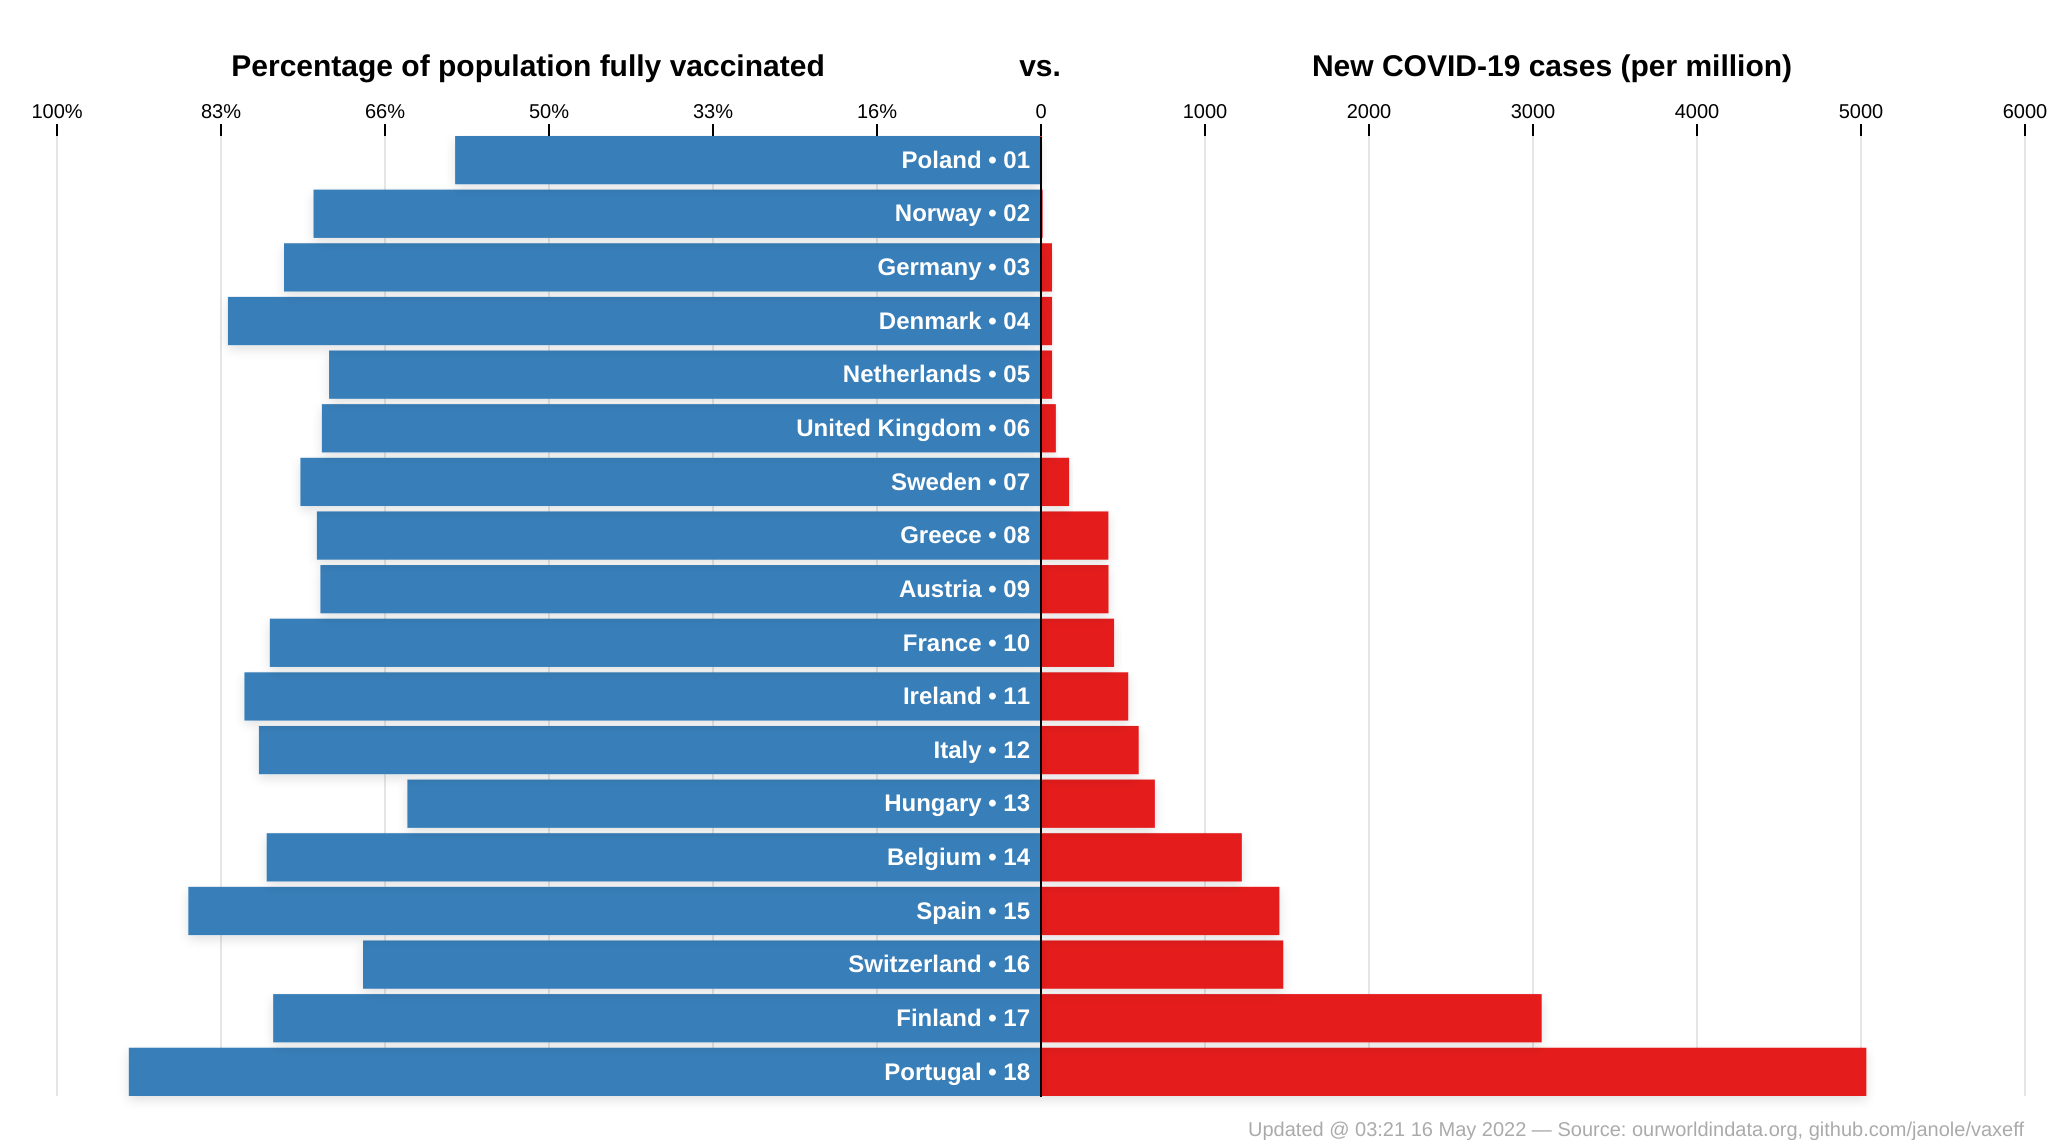 Percentage of population fully vaccinated vs. New COVID-19 cases (per million)
100% 83% 66% 50% 33% 16% 0 1000 2000 3000 4000 5000 6000
Poland • 01
Norway • 02
Germany • 03
Denmark • 04
Netherlands • 05
United Kingdom • 06
Sweden • 07
Greece • 08
Austria • 09
France • 10
Ireland • 11
Italy • 12
Hungary • 13
Belgium • 14
Spain • 15
Switzerland • 16
Finland • 17
Portugal • 18
Updated @ 03:21 16 May 2022 — Source: ourworldindata.org, github.com/janole/vaxeff